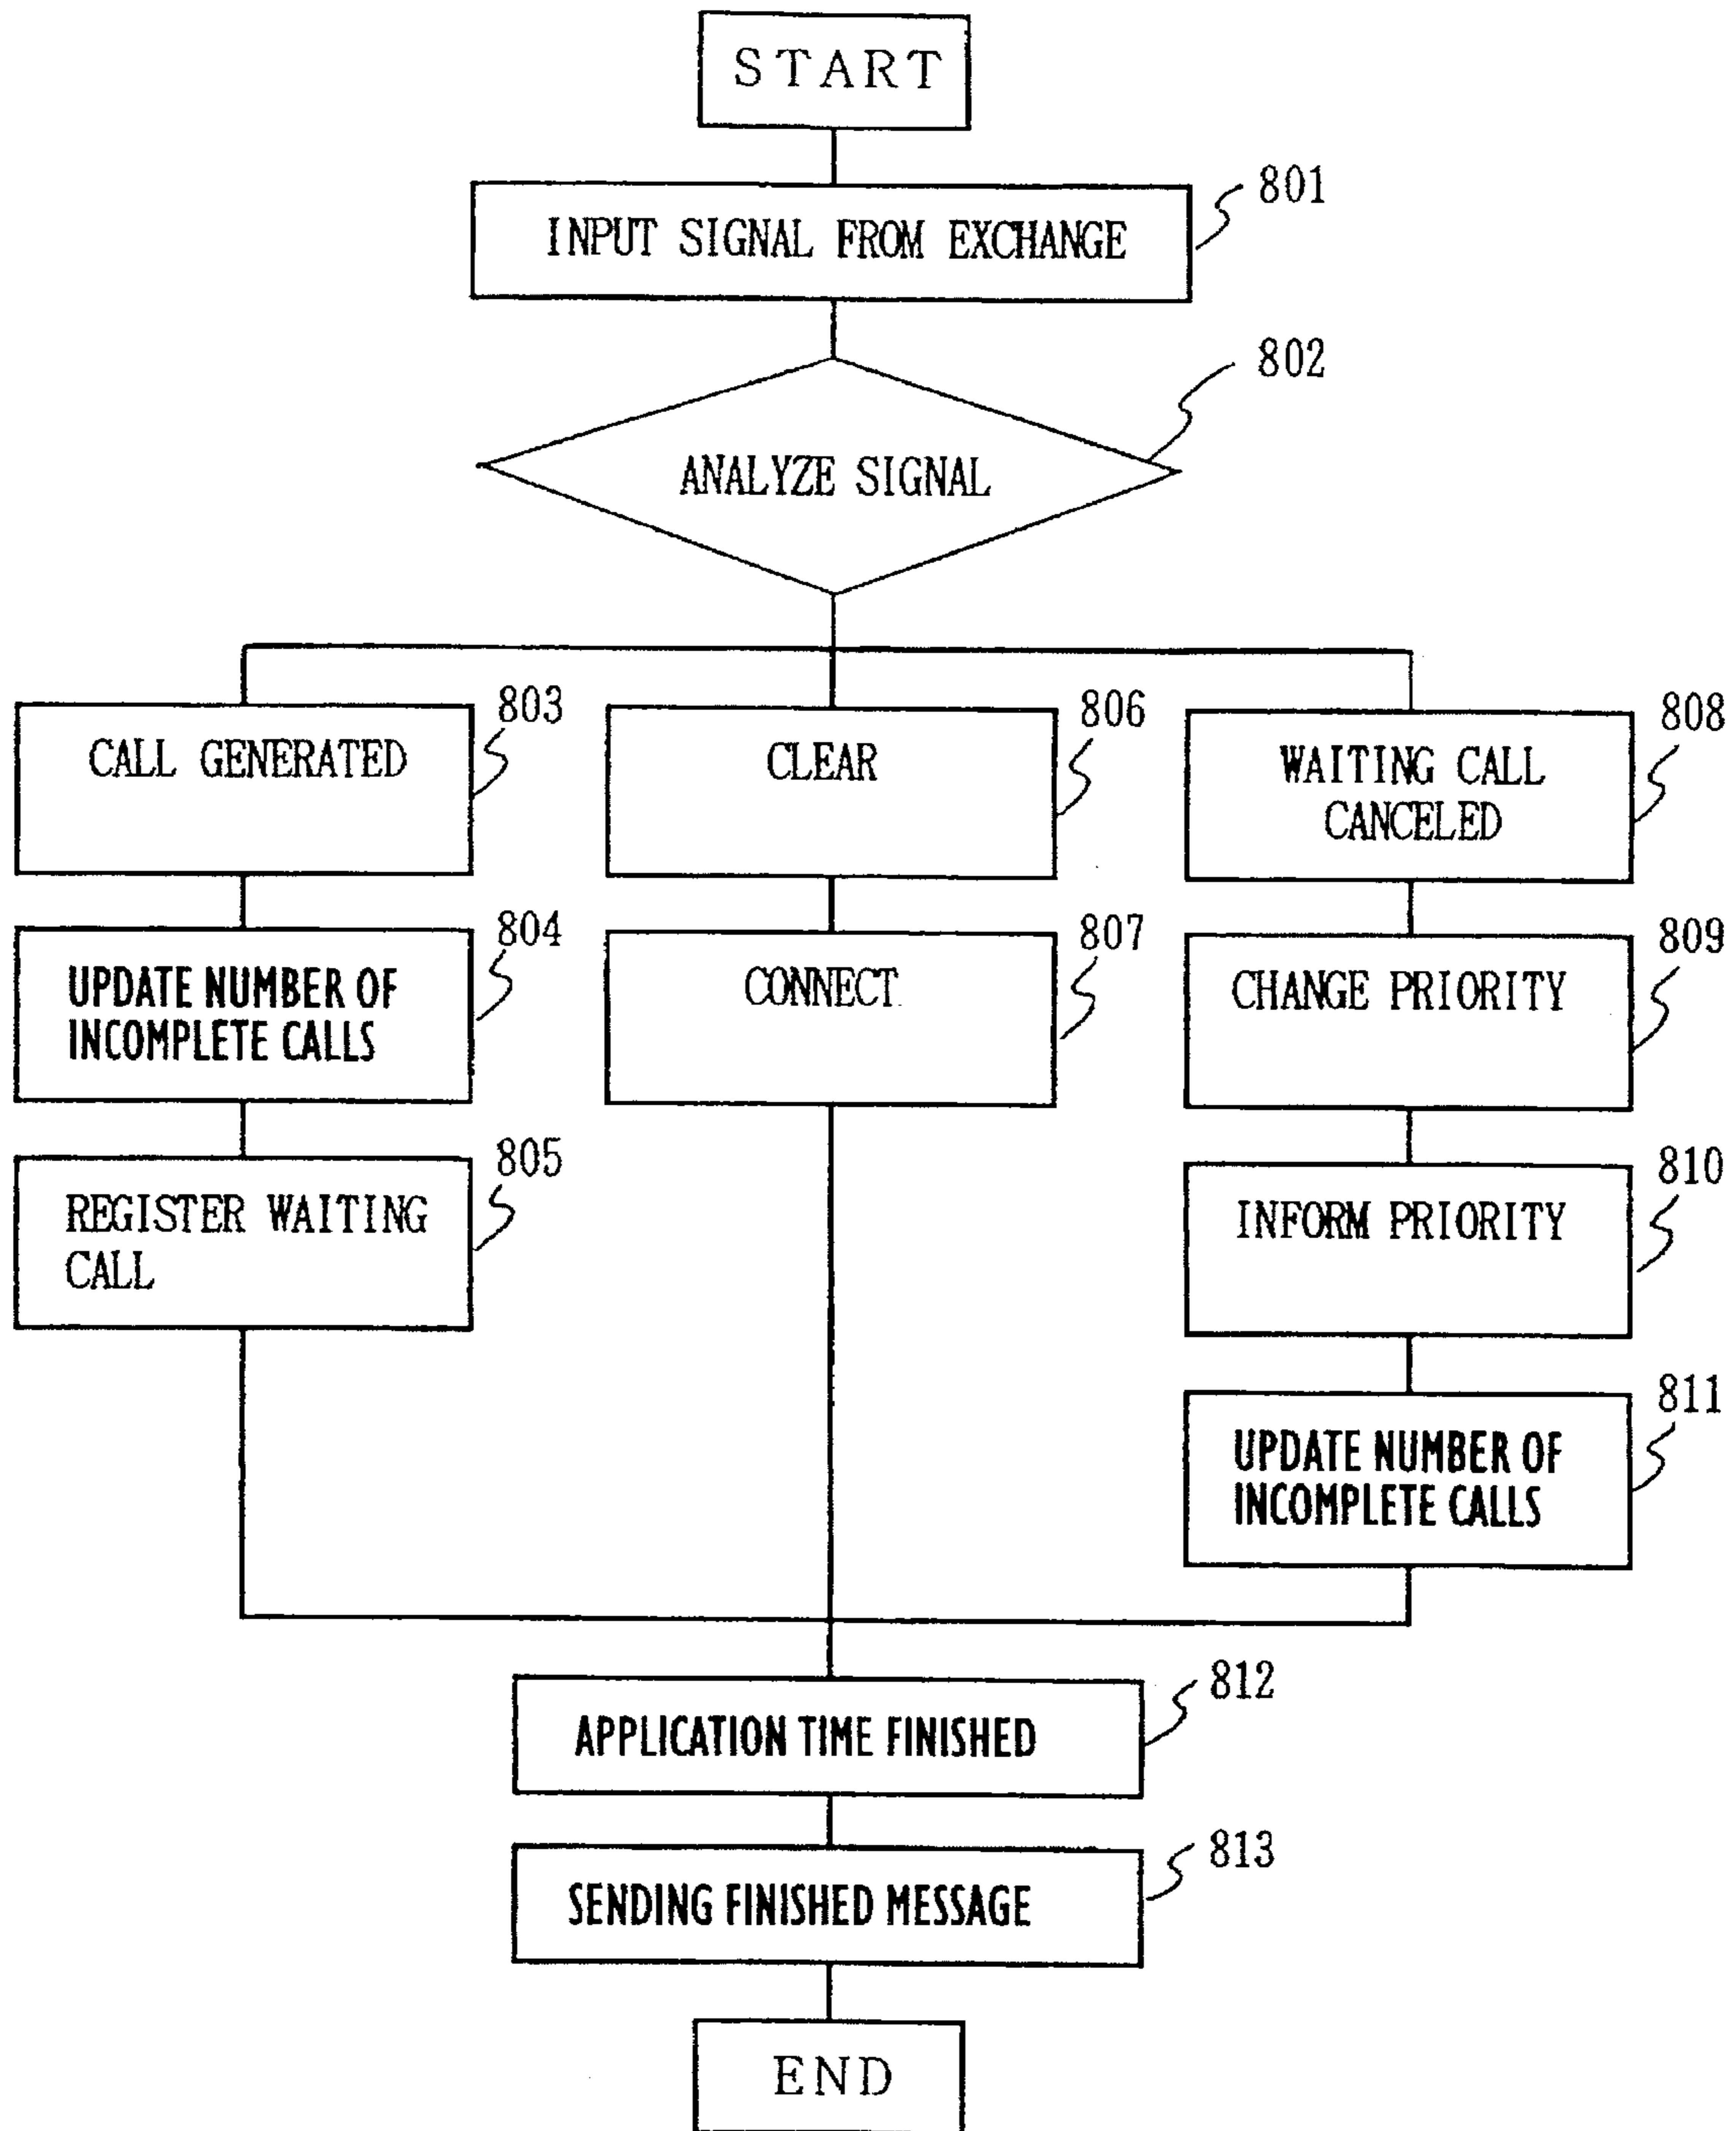 START
801
INPUT SIGNAL FROM EXCHANGE
802
ANALYZE SIGNAL
803
CALL GENERATED
804
UPDATE NUMBER OF
INCOMPLETE CALLS
805
REGISTER WAITING
CALL
806
CLEAR
807
CONNECT
808
WAITING CALL
CANCELED
809
CHANGE PRIORITY
810
INFORM PRIORITY
811
UPDATE NUMBER OF
INCOMPLETE CALLS
812
APPLICATION TIME FINISHED
813
SENDING FINISHED MESSAGE
END